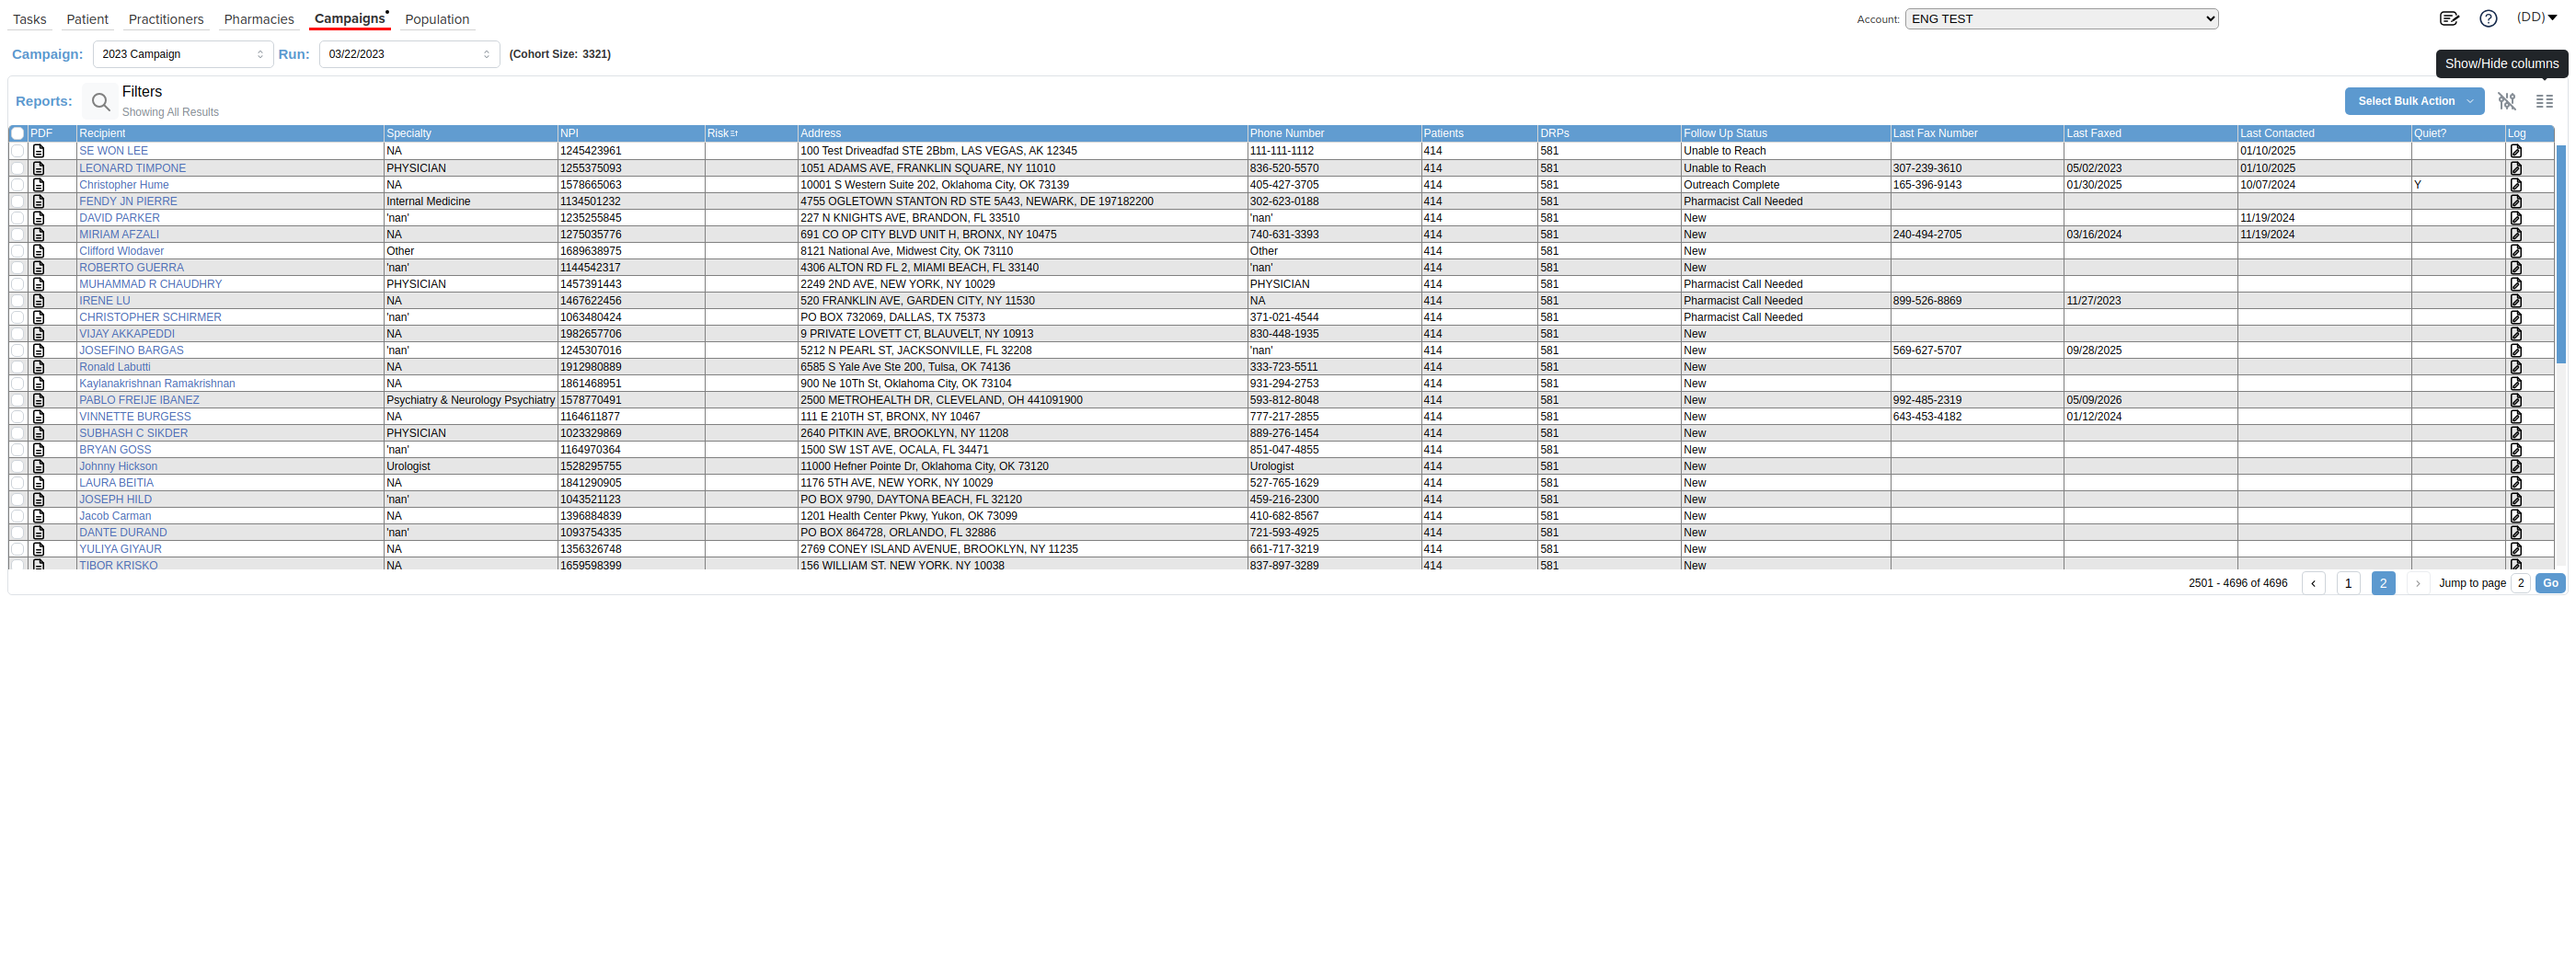 Tasks Patient Practitioners Pharmacies Campaigns Population Account: ENG TEST (DD)
Campaign: 2023 Campaign Run: 03/22/2023 (Cohort Size: 3321)
Show/Hide columns
Reports: Filters
Showing All Results
Select Bulk Action
PDF Recipient Specialty NPI Risk Address Phone Number Patients DRPs Follow Up Status Last Fax Number Last Faxed Last Contacted Quiet? Log
SE WON LEE NA 1245423961 100 Test Driveadfad STE 2Bbm, LAS VEGAS, AK 12345 111-111-1112 414 581 Unable to Reach 01/10/2025
LEONARD TIMPONE PHYSICIAN 1255375093 1051 ADAMS AVE, FRANKLIN SQUARE, NY 11010 836-520-5570 414 581 Unable to Reach 307-239-3610 05/02/2023 01/10/2025
Christopher Hume NA 1578665063 10001 S Western Suite 202, Oklahoma City, OK 73139 405-427-3705 414 581 Outreach Complete 165-396-9143 01/30/2025 10/07/2024 Y
FENDY JN PIERRE Internal Medicine 1134501232 4755 OGLETOWN STANTON RD STE 5A43, NEWARK, DE 197182200 302-623-0188 414 581 Pharmacist Call Needed
DAVID PARKER 'nan' 1235255845 227 N KNIGHTS AVE, BRANDON, FL 33510 'nan' 414 581 New 11/19/2024
MIRIAM AFZALI NA 1275035776 691 CO OP CITY BLVD UNIT H, BRONX, NY 10475 740-631-3393 414 581 New 240-494-2705 03/16/2024 11/19/2024
Clifford Wlodaver Other 1689638975 8121 National Ave, Midwest City, OK 73110 Other 414 581 New
ROBERTO GUERRA 'nan' 1144542317 4306 ALTON RD FL 2, MIAMI BEACH, FL 33140 'nan' 414 581 New
MUHAMMAD R CHAUDHRY PHYSICIAN 1457391443 2249 2ND AVE, NEW YORK, NY 10029 PHYSICIAN 414 581 Pharmacist Call Needed
IRENE LU NA 1467622456 520 FRANKLIN AVE, GARDEN CITY, NY 11530 NA 414 581 Pharmacist Call Needed 899-526-8869 11/27/2023
CHRISTOPHER SCHIRMER 'nan' 1063480424 PO BOX 732069, DALLAS, TX 75373 371-021-4544 414 581 Pharmacist Call Needed
VIJAY AKKAPEDDI NA 1982657706 9 PRIVATE LOVETT CT, BLAUVELT, NY 10913 830-448-1935 414 581 New
JOSEFINO BARGAS 'nan' 1245307016 5212 N PEARL ST, JACKSONVILLE, FL 32208 'nan' 414 581 New 569-627-5707 09/28/2025
Ronald Labutti NA 1912980889 6585 S Yale Ave Ste 200, Tulsa, OK 74136 333-723-5511 414 581 New
Kaylanakrishnan Ramakrishnan NA 1861468951 900 Ne 10Th St, Oklahoma City, OK 73104 931-294-2753 414 581 New
PABLO FREIJE IBANEZ Psychiatry & Neurology Psychiatry 1578770491 2500 METROHEALTH DR, CLEVELAND, OH 441091900 593-812-8048 414 581 New 992-485-2319 05/09/2026
VINNETTE BURGESS NA 1164611877 111 E 210TH ST, BRONX, NY 10467 777-217-2855 414 581 New 643-453-4182 01/12/2024
SUBHASH C SIKDER PHYSICIAN 1023329869 2640 PITKIN AVE, BROOKLYN, NY 11208 889-276-1454 414 581 New
BRYAN GOSS 'nan' 1164970364 1500 SW 1ST AVE, OCALA, FL 34471 851-047-4855 414 581 New
Johnny Hickson Urologist 1528295755 11000 Hefner Pointe Dr, Oklahoma City, OK 73120 Urologist 414 581 New
LAURA BEITIA NA 1841290905 1176 5TH AVE, NEW YORK, NY 10029 527-765-1629 414 581 New
JOSEPH HILD 'nan' 1043521123 PO BOX 9790, DAYTONA BEACH, FL 32120 459-216-2300 414 581 New
Jacob Carman NA 1396884839 1201 Health Center Pkwy, Yukon, OK 73099 410-682-8567 414 581 New
DANTE DURAND 'nan' 1093754335 PO BOX 864728, ORLANDO, FL 32886 721-593-4925 414 581 New
YULIYA GIYAUR NA 1356326748 2769 CONEY ISLAND AVENUE, BROOKLYN, NY 11235 661-717-3219 414 581 New
TIBOR KRISKO NA 1659598399 156 WILLIAM ST, NEW YORK, NY 10038 837-897-3289 414 581 New
2501 - 4696 of 4696 1 2 Jump to page 2 Go